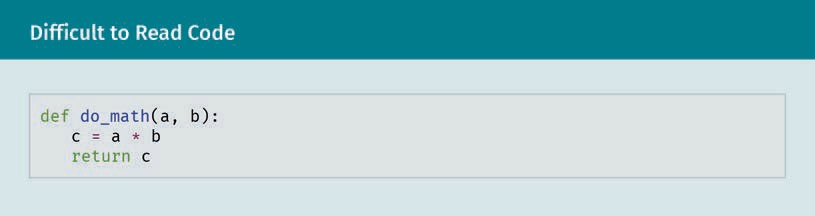 Difficult to Read Code
def do_math(a, b):
    c = a * b
    return c